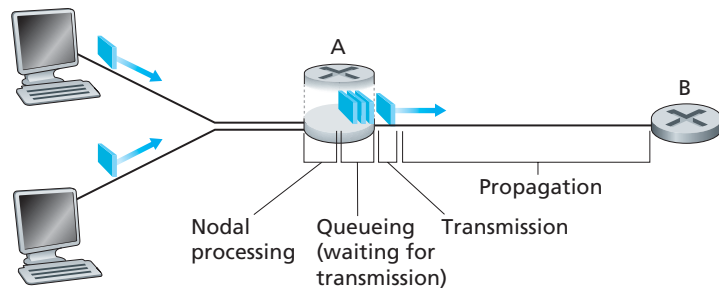 A
B
Propagation
Nodal
processing
Queueing
(waiting for
transmission)
Transmission